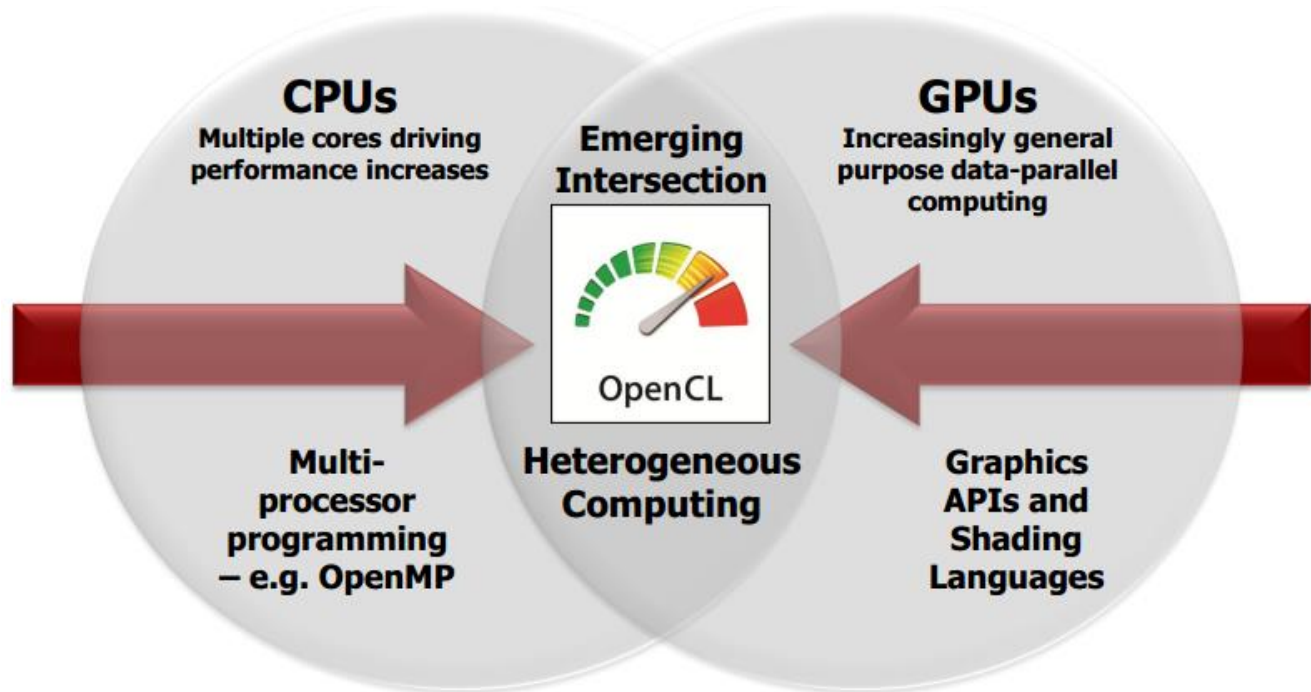 CPUs
Multiple cores driving
performance increases
Emerging
Intersection
GPUs
Increasingly general
purpose data-parallel
computing
OpenCL
Multi-
processor
programming
– e.g. OpenMP
Heterogeneous
Computing
Graphics
APIs and
Shading
Languages